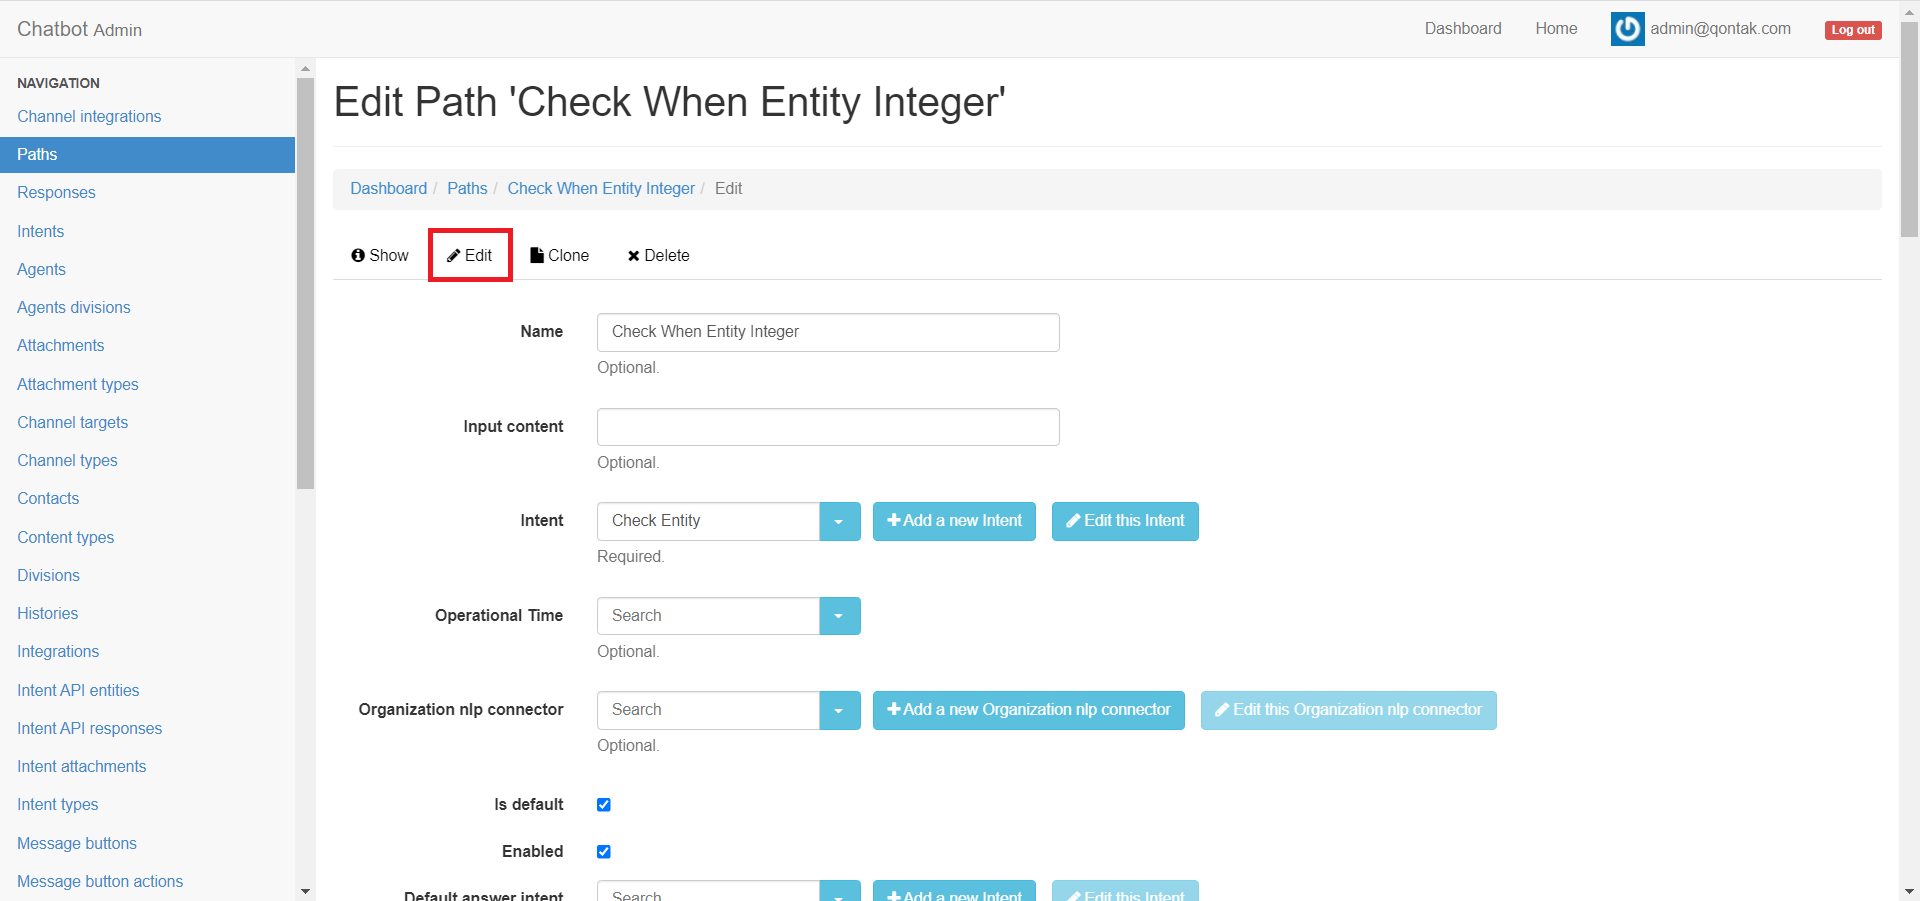 Chatbot Admin
Dashboard
Home
admin@qontak.com
Log out
NAVIGATION
Channel integrations
Paths
Responses
Intents
Agents
Agents divisions
Attachments
Attachment types
Channel targets
Channel types
Contacts
Content types
Divisions
Histories
Integrations
Intent API entities
Intent API responses
Intent attachments
Intent types
Message buttons
Message button actions
Edit Path 'Check When Entity Integer'
Dashboard / Paths / Check When Entity Integer / Edit
Show
Edit
Clone
Delete
Name
Check When Entity Integer
Optional.
Input content
Optional.
Intent
Check Entity
Add a new Intent
Edit this Intent
Required.
Operational Time
Search
Optional.
Organization nlp connector
Search
Add a new Organization nlp connector
Edit this Organization nlp connector
Optional.
Is default
Enabled
Default answer intent
Search
Add a new Intent
Edit this Intent